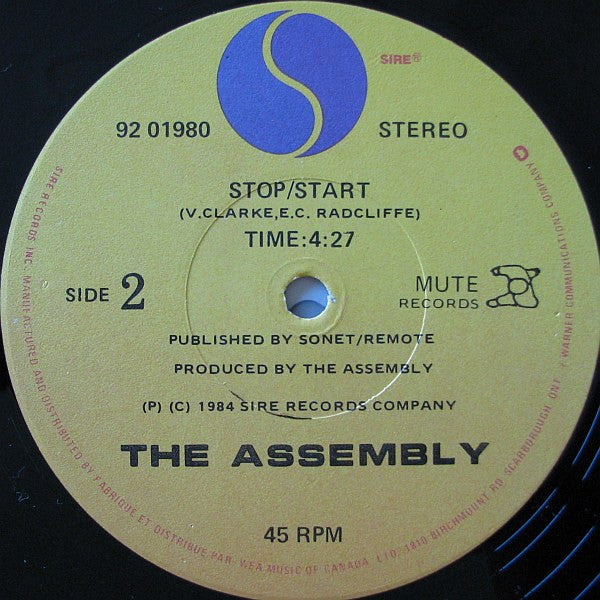 SIRE®
92 01980
STEREO
STOP/START
(V.CLARKE,E.C. RADCLIFFE)
TIME:4:27
SIDE 2
MUTE
RECORDS
PUBLISHED BY SONET/REMOTE
PRODUCED BY THE ASSEMBLY
(P) (C) 1984 SIRE RECORDS COMPANY
THE ASSEMBLY
45 RPM
SIRE RECORDS INC. MANUFACTURED AND DISTRIBUTED BY / FABRIQUE ET DISTRIBUE PAR WEA MUSIC OF CANADA, LTD. 1810 BIRCHMOUNT RD. SCARBOROUGH, ONT. / WARNER COMMUNICATIONS COMPANY